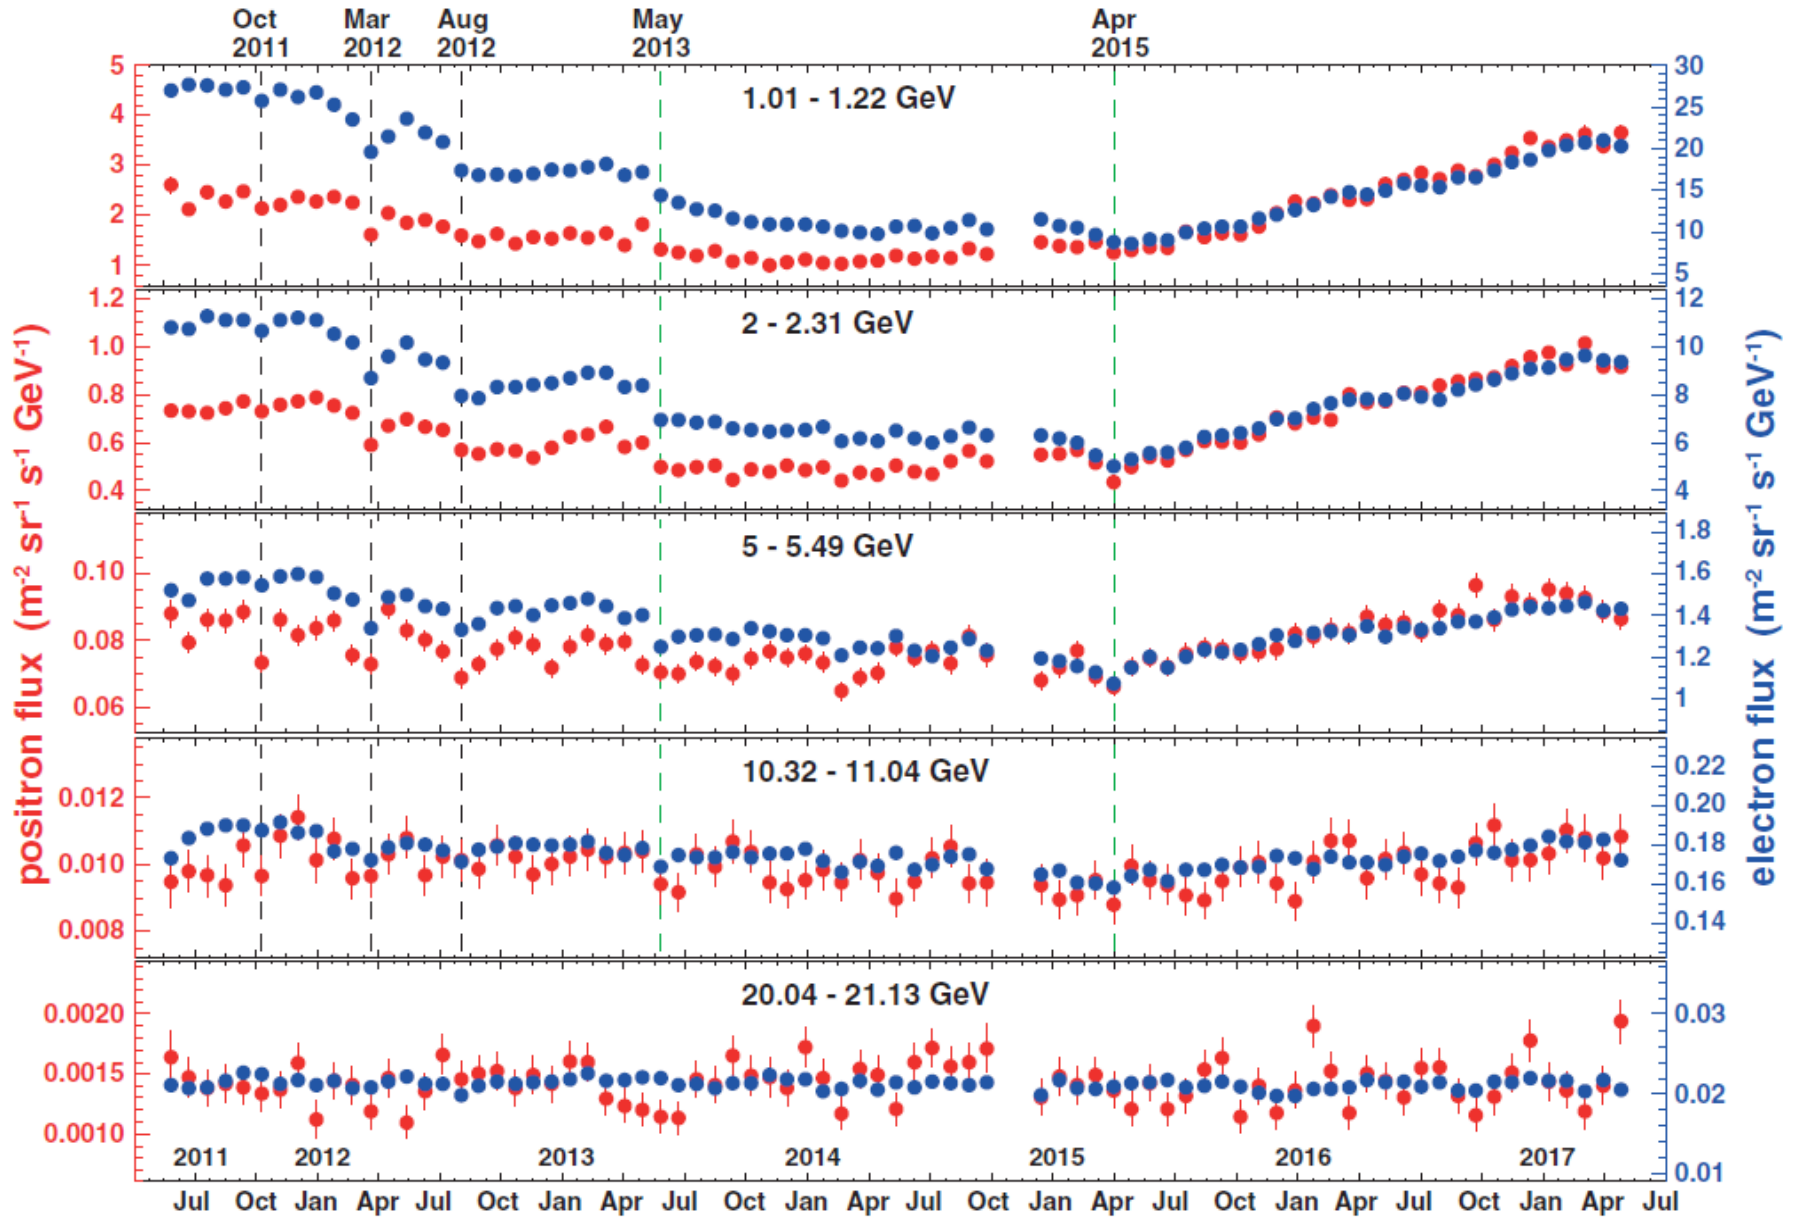 Oct Mar Aug May Apr
2011 2012 2012 2013 2015
5 1.01 - 1.22 GeV 30
4 25
3 20
2 15
10
1 5
1.2 2 - 2.31 GeV 12
1.0 10
0.8 8
0.6 6
0.4 4
5 - 5.49 GeV 1.8
0.10 1.6
1.4
0.08 1.2
0.06 1
10.32 - 11.04 GeV 0.22
0.012 0.20
0.18
0.010 0.16
0.008 0.14
20.04 - 21.13 GeV
0.0020 0.03
0.0015 0.02
0.0010
0.01
2011 2012 2013 2014 2015 2016 2017
Jul Oct Jan Apr Jul Oct Jan Apr Jul Oct Jan Apr Jul Oct Jan Apr Jul Oct Jan Apr Jul Oct Jan Apr Jul
positron flux (m⁻² sr⁻¹ s⁻¹ GeV⁻¹)
electron flux (m⁻² sr⁻¹ s⁻¹ GeV⁻¹)